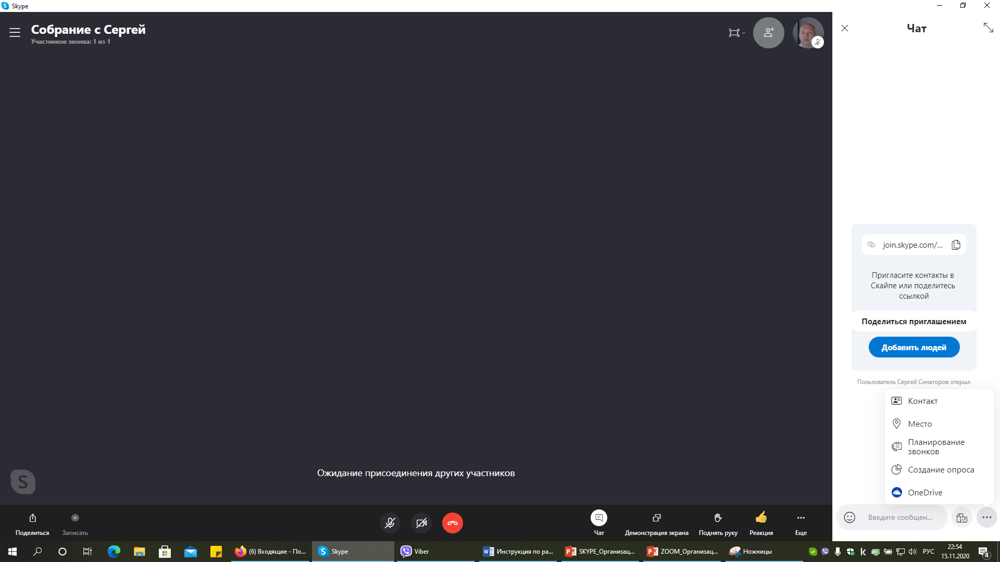 Skype
Собрание с Сергей
Участников звонка: 1 из 1
Чат
join.skype.com/...
Пригласите контакты в
Скайпе или поделитесь
ссылкой
Поделиться приглашением
Добавить людей
Пользователь Сергей Синаторов открыл
Контакт
Место
Планирование
звонков
Создание опроса
OneDrive
Ожидание присоединения других участников
Введите сообщен...
Поделиться
Записать
Чат
Демонстрация экрана
Поднять руку
Реакция
Еще
(6) Входящие - По...
Skype
Viber
Инструкция по ра...
SKYPE_Организац...
ZOOM_Организац...
Ножницы
РУС
22:54
15.11.2020
4